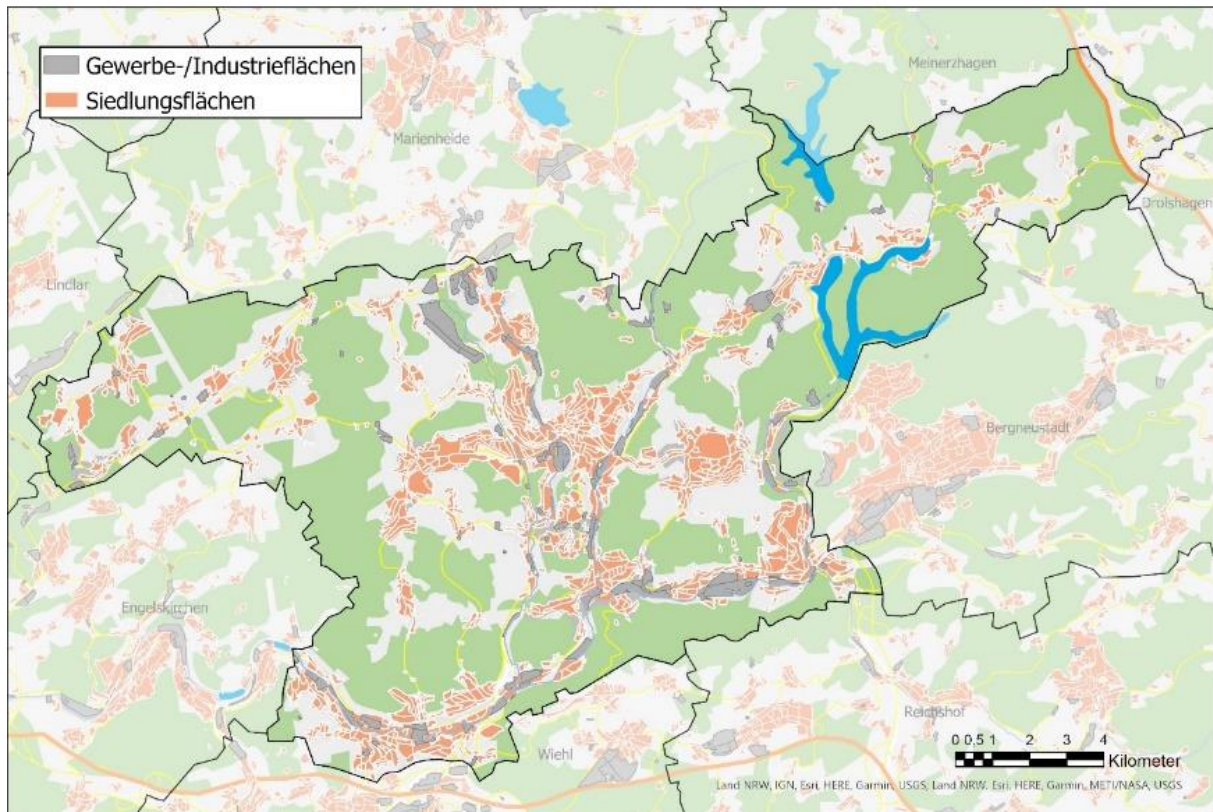 Gewerbe-/Industrieflächen
Siedlungsflächen
Meinerzhagen
Marienheide
Drolshagen
Lindlar
Bergneustadt
Engelskirchen
Reichshof
Wiehl
0 0,5 1 2 3 4
Kilometer
Land NRW, IGN, Esri, HERE, Garmin, USGS, Land NRW, Esri, HERE, Garmin, METI/NASA, USGS